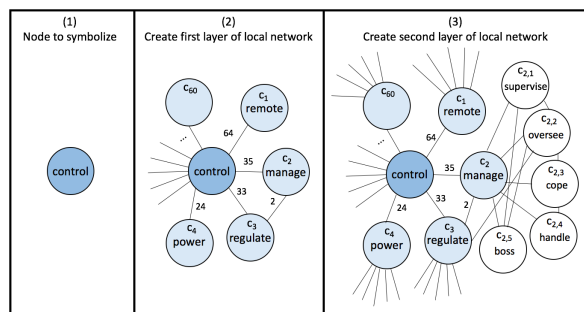 (1)
Node to symbolize
control
(2)
Create first layer of local network
c60
c1
remote
...
64
control
35
c2
manage
33
24
2
c4
power
c3
regulate
(3)
Create second layer of local network
c60
c1
remote
c2,1
supervise
c2,2
oversee
...
64
control
35
c2
manage
c2,3
cope
33
24
2
c4
power
c3
regulate
c2,5
boss
c2,4
handle